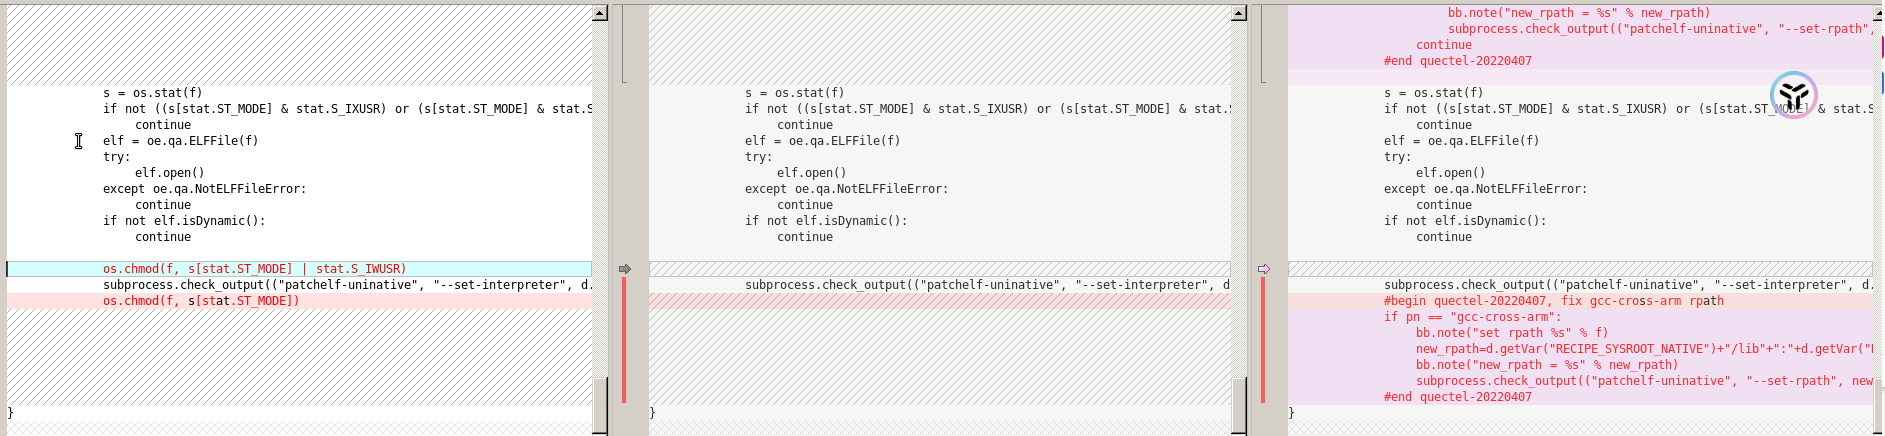 s = os.stat(f)
if not ((s[stat.ST_MODE] & stat.S_IXUSR) or (s[stat.ST_MODE] & stat.S
continue
elf = oe.qa.ELFFile(f)
try:
elf.open()
except oe.qa.NotELFFileError:
continue
if not elf.isDynamic():
continue
os.chmod(f, s[stat.ST_MODE] | stat.S_IWUSR)
subprocess.check_output(("patchelf-uninative", "--set-interpreter", d.
os.chmod(f, s[stat.ST_MODE])
}
s = os.stat(f)
if not ((s[stat.ST_MODE] & stat.S_IXUSR) or (s[stat.ST_MODE] & stat.S
continue
elf = oe.qa.ELFFile(f)
try:
elf.open()
except oe.qa.NotELFFileError:
continue
if not elf.isDynamic():
continue
subprocess.check_output(("patchelf-uninative", "--set-interpreter", d
}
bb.note("new_rpath = %s" % new_rpath)
subprocess.check_output(("patchelf-uninative", "--set-rpath",
continue
#end quectel-20220407
s = os.stat(f)
if not ((s[stat.ST_MODE] & stat.S_IXUSR) or (s[stat.ST_MODE] & stat.S
continue
elf = oe.qa.ELFFile(f)
try:
elf.open()
except oe.qa.NotELFFileError:
continue
if not elf.isDynamic():
continue
subprocess.check_output(("patchelf-uninative", "--set-interpreter", d.
#begin quectel-20220407, fix gcc-cross-arm rpath
if pn == "gcc-cross-arm":
bb.note("set rpath %s" % f)
new_rpath=d.getVar("RECIPE_SYSROOT_NATIVE")+"/lib"+":"+d.getVar("
bb.note("new_rpath = %s" % new_rpath)
subprocess.check_output(("patchelf-uninative", "--set-rpath", new
#end quectel-20220407
}